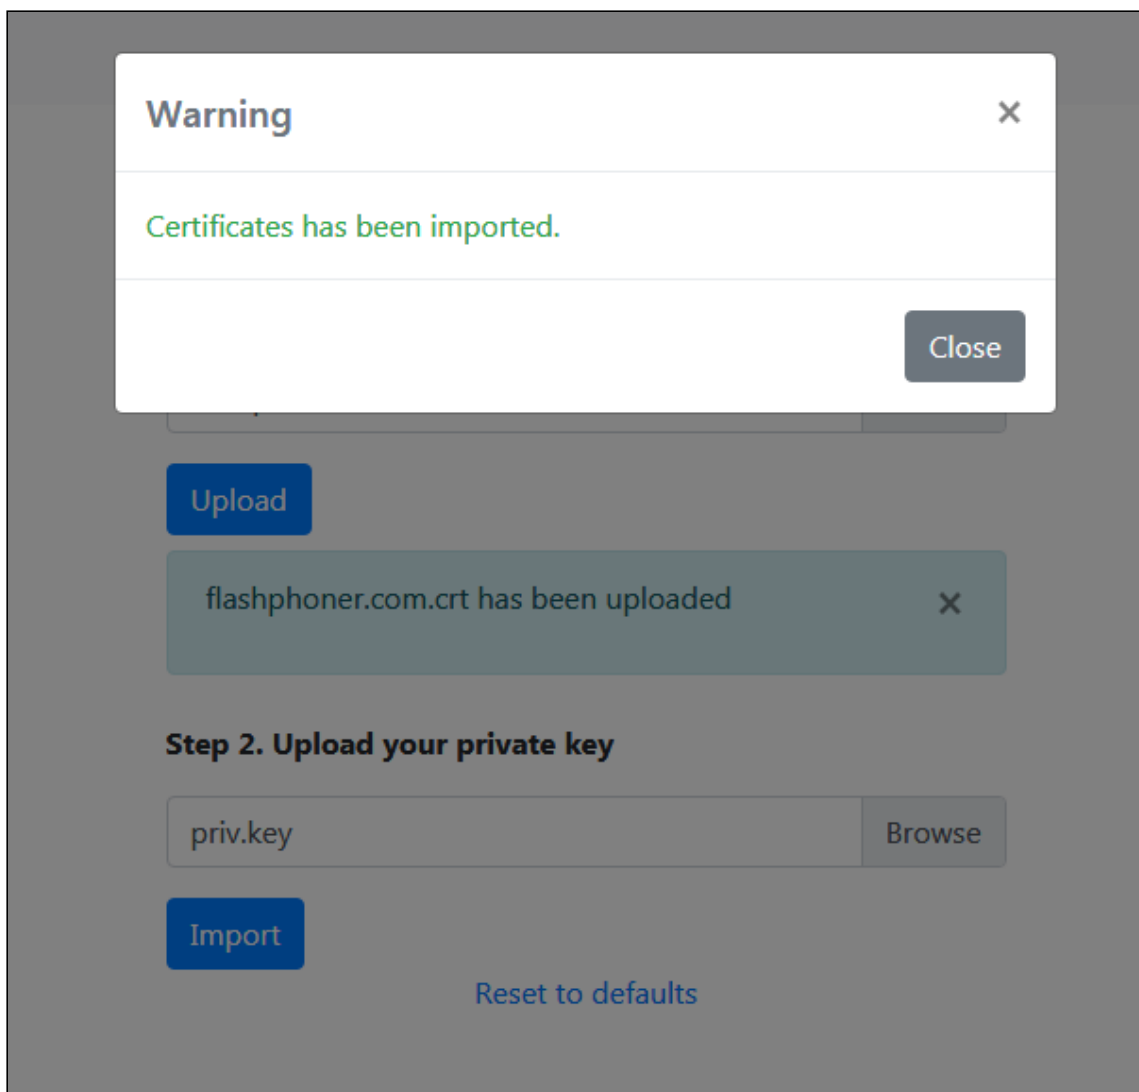 Warning
×
Certificates has been imported.
Close
Upload
flashphoner.com.crt has been uploaded ×
Step 2. Upload your private key
priv.key Browse
Import
Reset to defaults